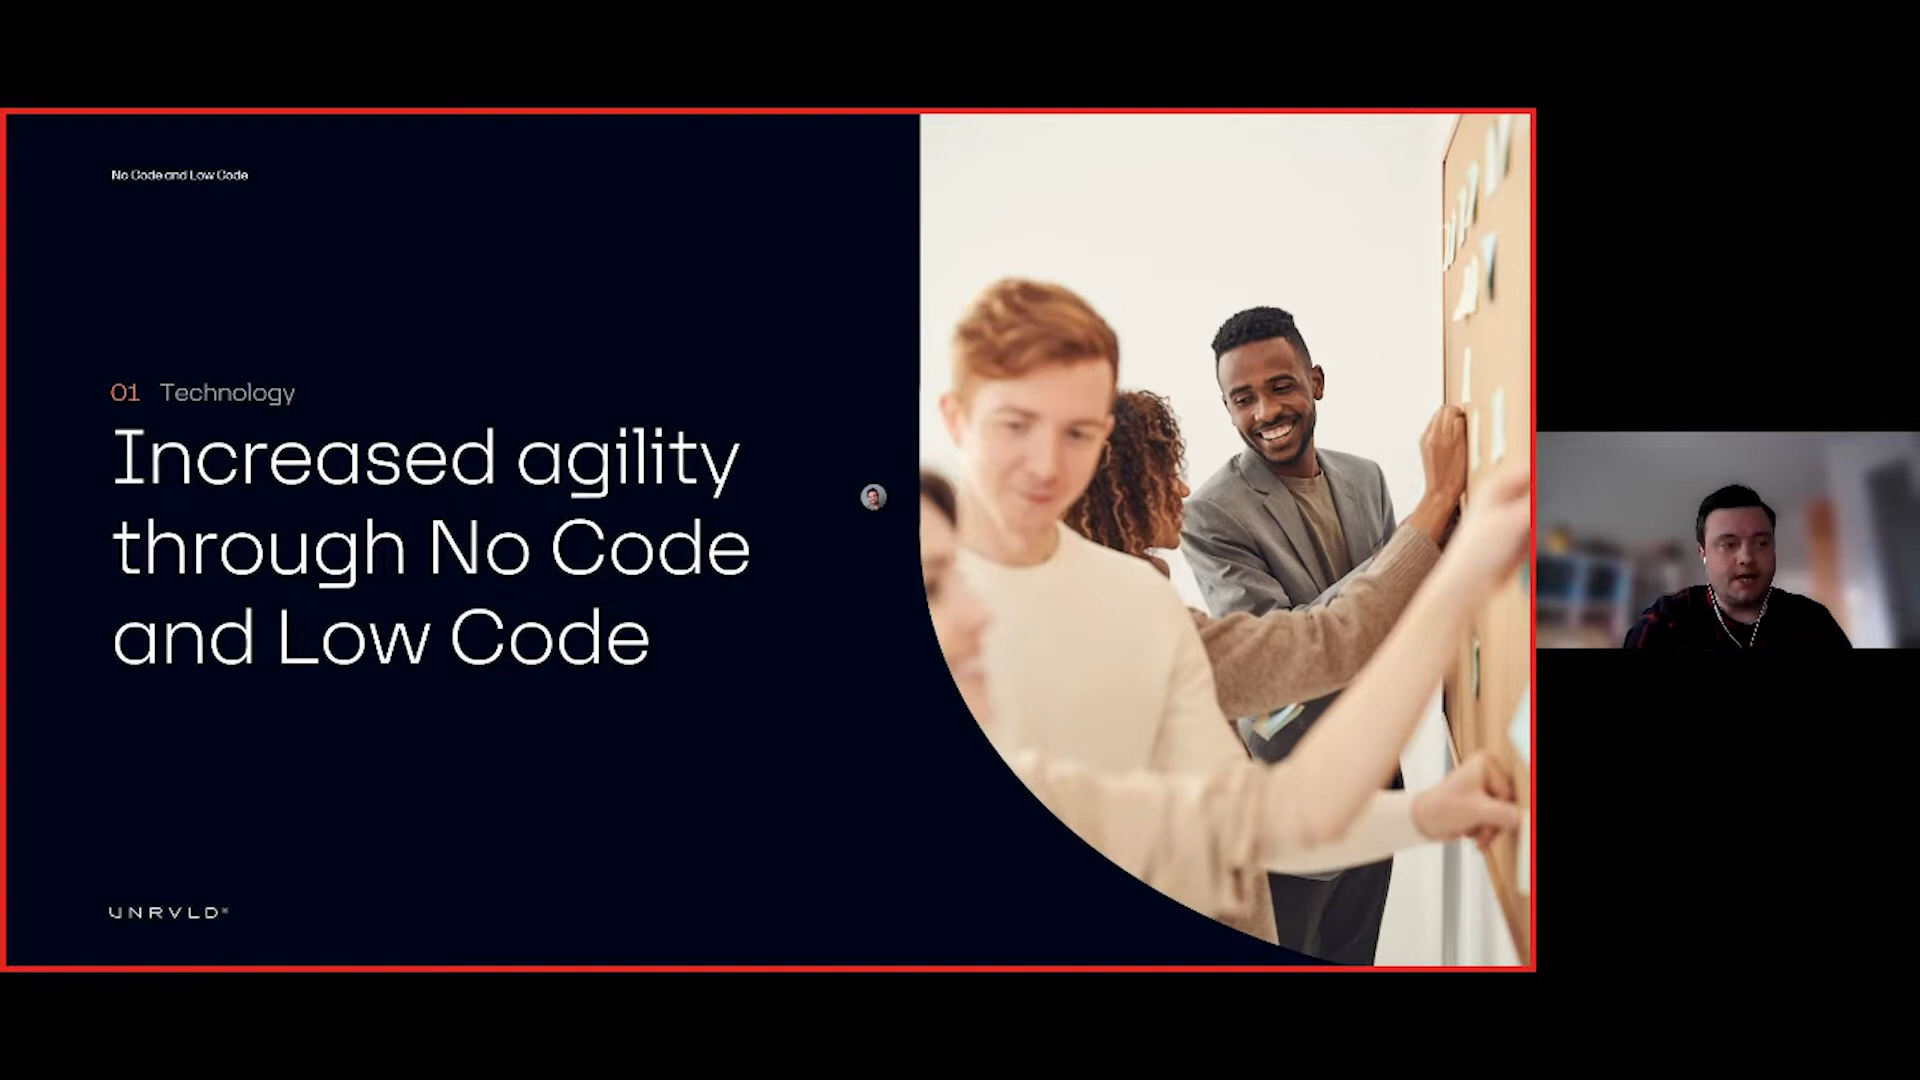 No Code and Low Code
01 Technology
Increased agility
through No Code
and Low Code
UNRVLD®